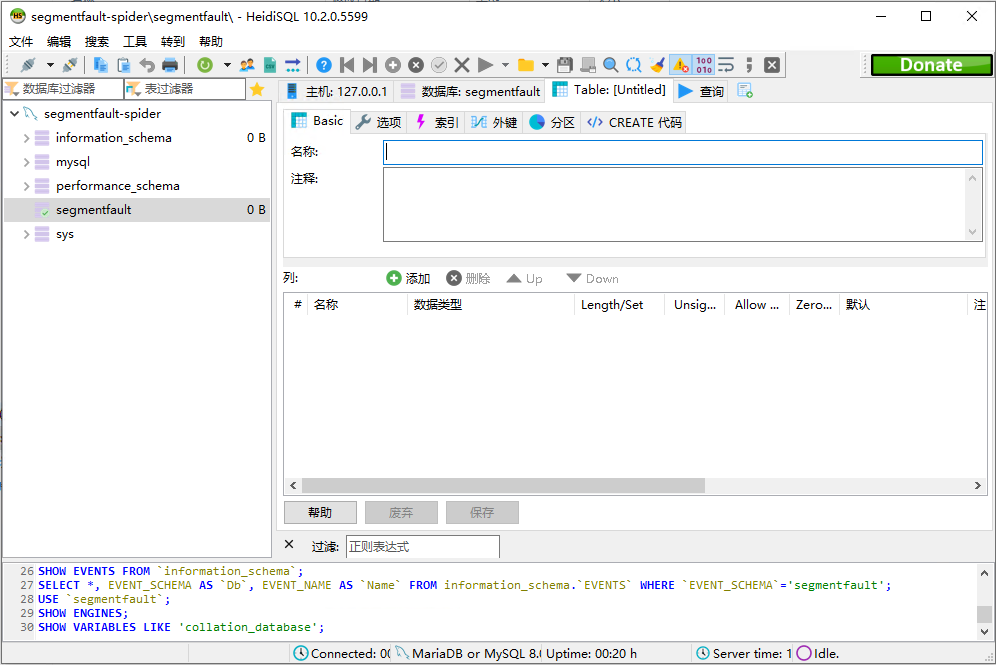 segmentfault-spider\segmentfault\ - HeidiSQL 10.2.0.5599
文件 编辑 搜索 工具 转到 帮助
Donate
数据库过滤器 表过滤器 主机: 127.0.0.1 数据库: segmentfault Table: [Untitled] 查询
segmentfault-spider
information_schema 0 B
mysql
performance_schema
segmentfault 0 B
sys
Basic 选项 索引 外键 分区 CREATE 代码
名称:
注释:
列: 添加 删除 Up Down
# 名称 数据类型 Length/Set Unsig... Allow ... Zero... 默认 注
帮助 废弃 保存
过滤: 正则表达式
26 SHOW EVENTS FROM `information_schema`;
27 SELECT *, EVENT_SCHEMA AS `Db`, EVENT_NAME AS `Name` FROM information_schema.`EVENTS` WHERE `EVENT_SCHEMA`='segmentfault';
28 USE `segmentfault`;
29 SHOW ENGINES;
30 SHOW VARIABLES LIKE 'collation_database';
Connected: 00 MariaDB or MySQL 8.0 Uptime: 00:20 h Server time: 1 Idle.